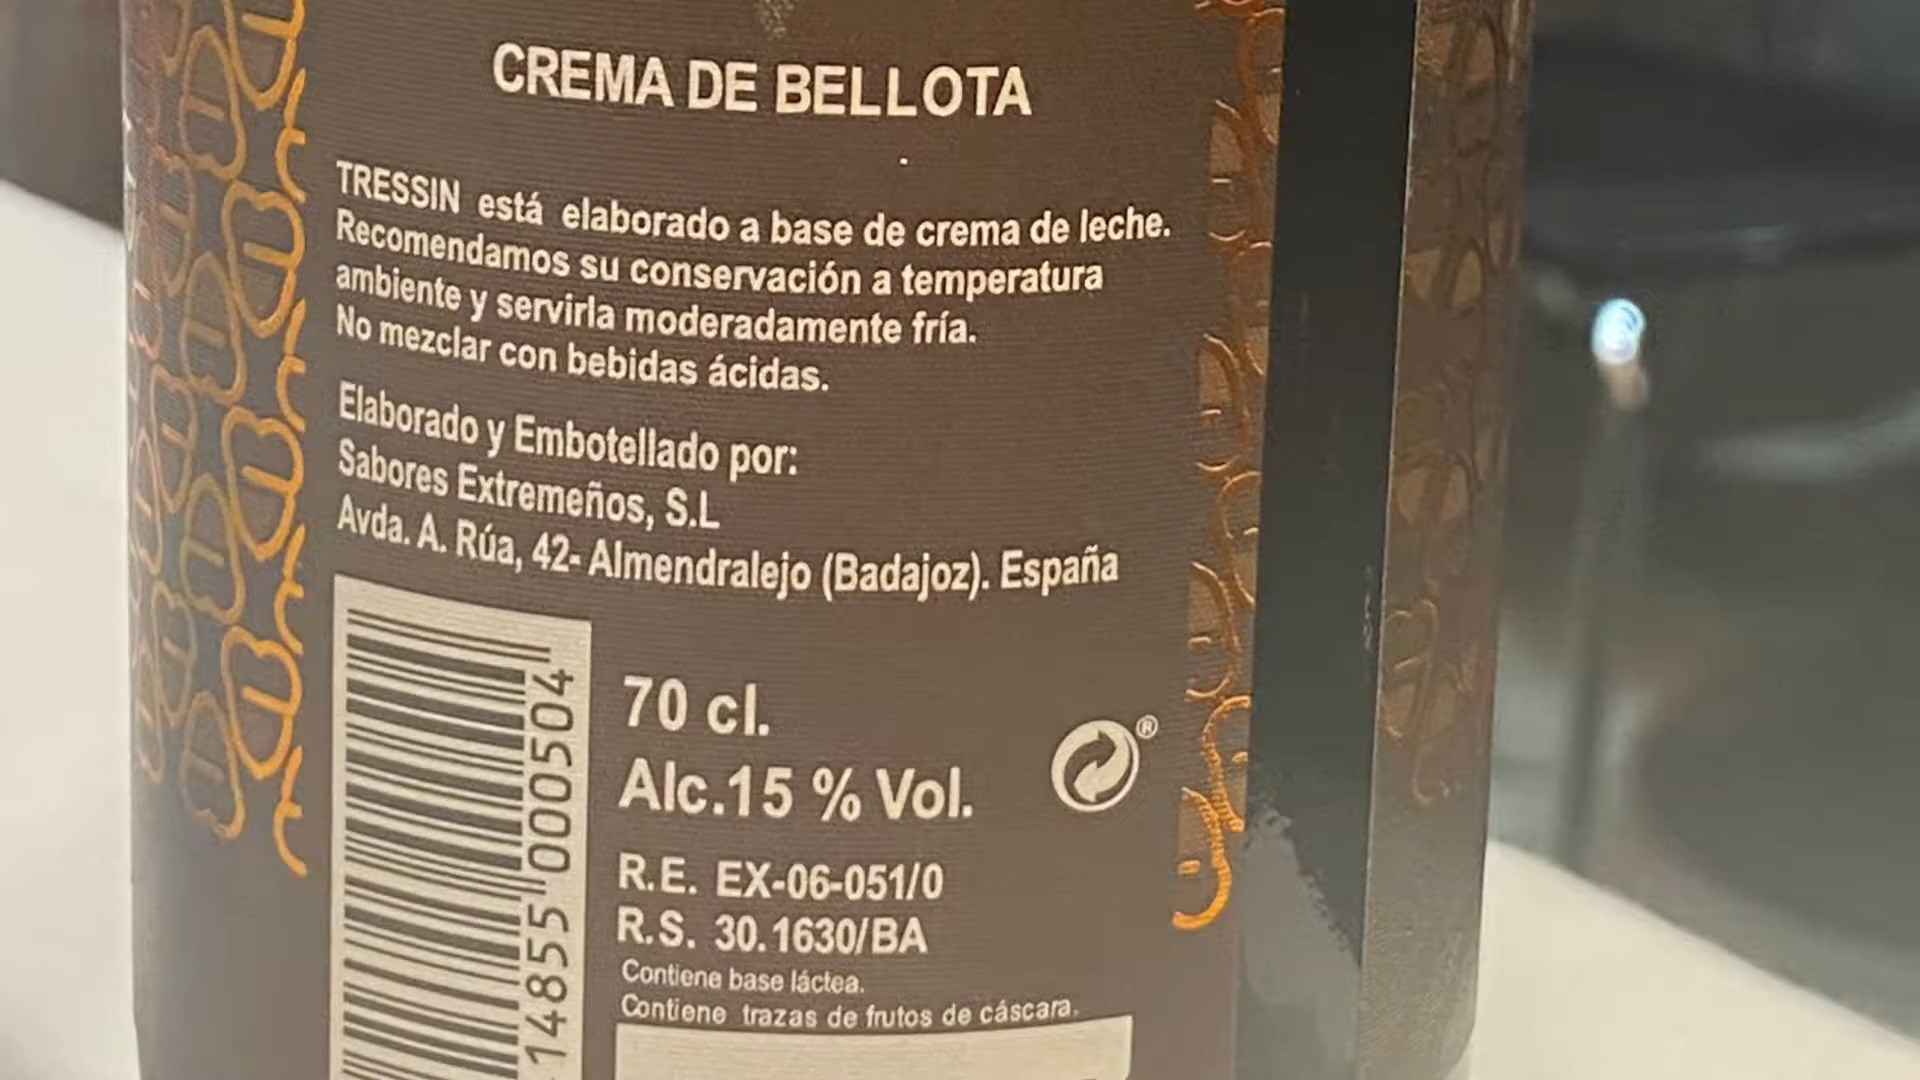 CREMA DE BELLOTA
TRESSIN está elaborado a base de crema de leche.
Recomendamos su conservación a temperatura
ambiente y servirla moderadamente fría.
No mezclar con bebidas ácidas.
Elaborado y Embotellado por:
Sabores Extremeños, S.L
Avda. A. Rúa, 42- Almendralejo (Badajoz). España
14855 000504
70 cl.
Alc.15 % Vol.
®
R.E. EX-06-051/0
R.S. 30.1630/BA
Contiene base láctea.
Contiene trazas de frutos de cáscara.